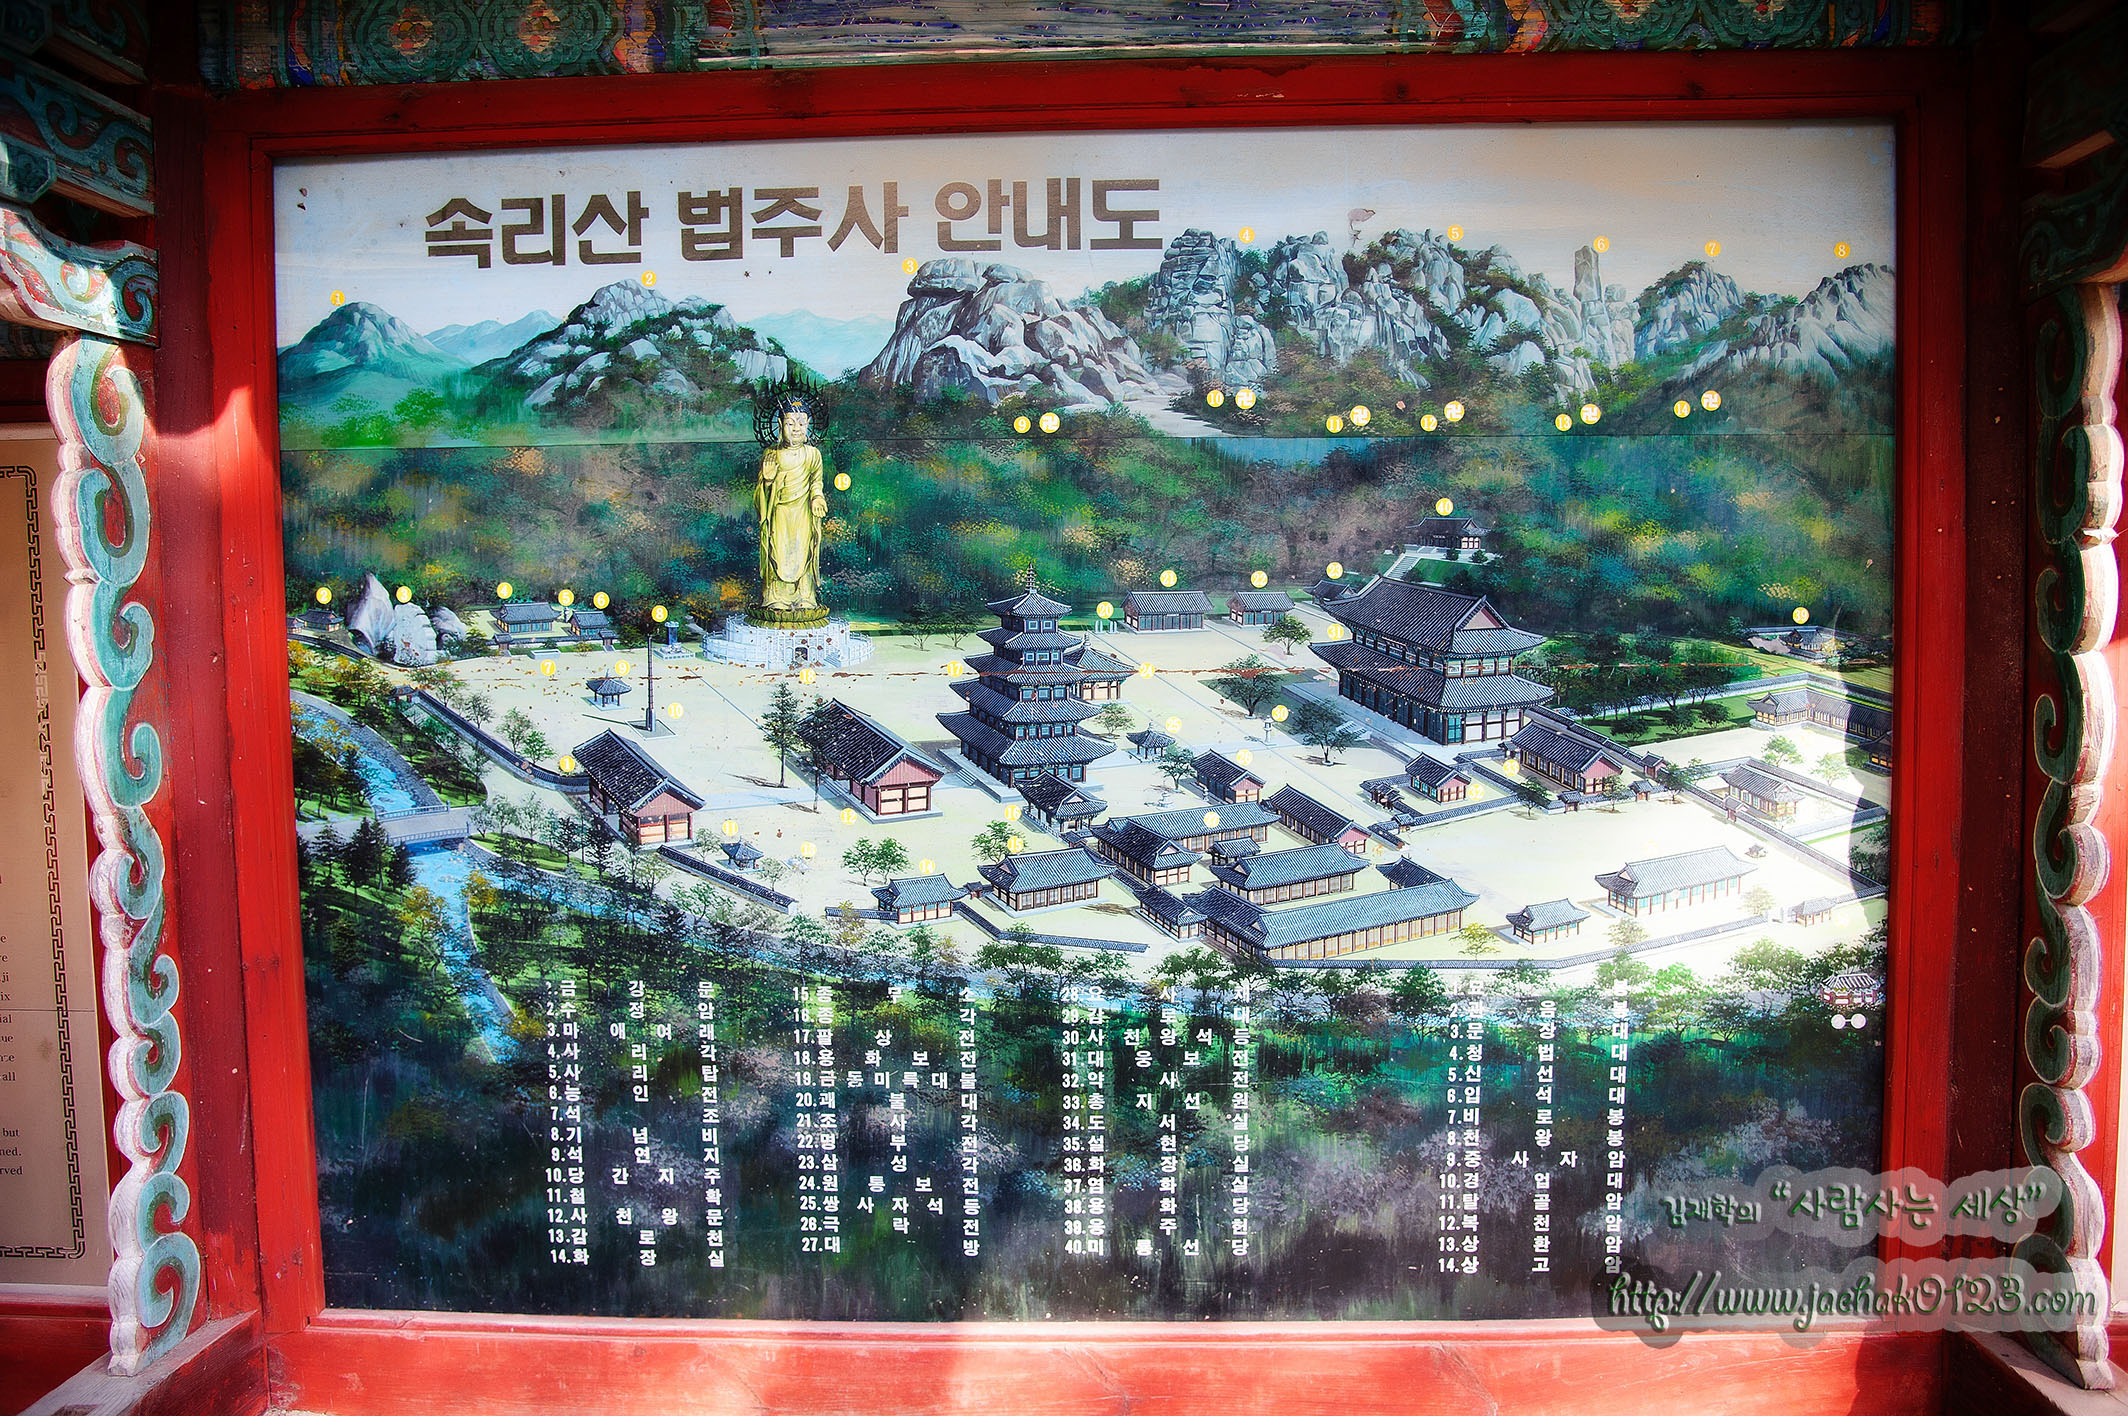 속리산 법주사 안내도
1. 금 강 문
2. 수 정 암
3. 마 애 여 래
4. 사 리 각
5. 사 리 탑
6. 능 인 전
7. 석 조
8. 기 념 비
9. 석 연 지
10. 당 간 지 주
11. 철 확
12. 사 천 왕 문
13. 감 로 천
14. 화 장 실
15. 종 무 소
16. 종 각
17. 팔 상 전
18. 용 화 보 전
19. 금 동 미 륵 대 불
20. 괘 불 대
21. 조 사 각
22. 명 부 전
23. 삼 성 각
24. 원 통 보 전
25. 쌍 사 자 석 등
26. 극 락 전
27. 대 방
28. 요 사 채
30. 사 천 왕 석 등
31. 대 웅 보 전
32. 약 사 전
33. 총 지 선 원
34. 도 서 실
35. 설 현 당
36. 화 장 실
37. 염 화 실
38. 용 화 당
39. 용 주 헌
40. 미 륭 선 당
2. 관 음 봉
3. 문 장 대
4. 청 법 대
5. 신 선 대
6. 입 석 대
7. 비 로 봉
8. 천 왕 봉
9. 중 사 자 암
10. 경 업 대
11. 탈 골 암
12. 복 천 암
13. 상 환 암
14. 상 고 암
김재학의 "사람사는 세상"
http://www.jaehak0123.com